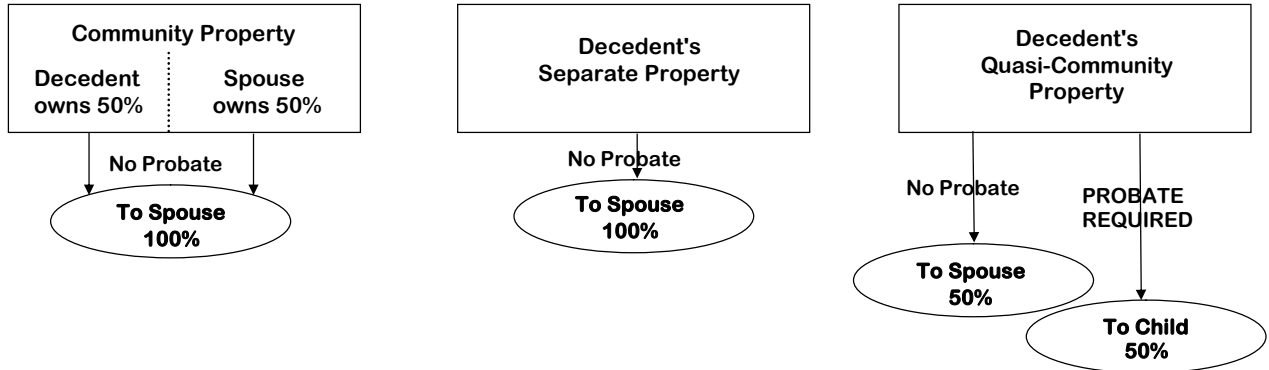 Community Property
Decedent
owns 50%
Spouse
owns 50%
No Probate
To Spouse
100%
Decedent's
Separate Property
No Probate
To Spouse
100%
Decedent's
Quasi-Community
Property
No Probate
PROBATE
REQUIRED
To Spouse
50%
To Child
50%